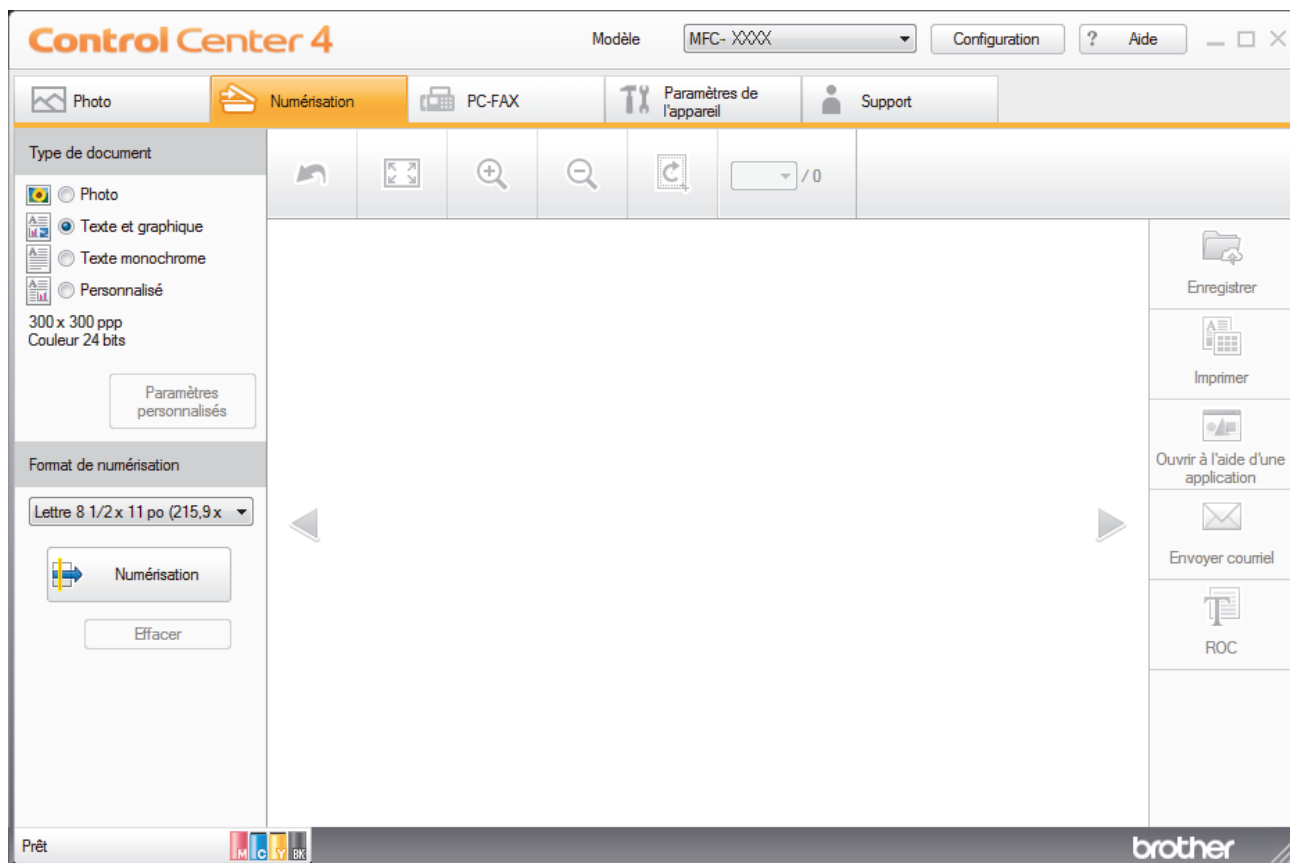 Control Center 4
Modèle
MFC- XXXX
Configuration
? Aide
Photo
Numérisation
PC-FAX
Paramètres de
l'appareil
Support
Type de document
Photo
Texte et graphique
Texte monochrome
Personnalisé
300 x 300 ppp
Couleur 24 bits
Paramètres
personnalisés
/ 0
Format de numérisation
Lettre 8 1/2 x 11 po (215,9 x
Numérisation
Effacer
Enregistrer
Imprimer
Ouvrir à l'aide d'une
application
Envoyer courriel
ROC
Prêt
M C Y BK
brother